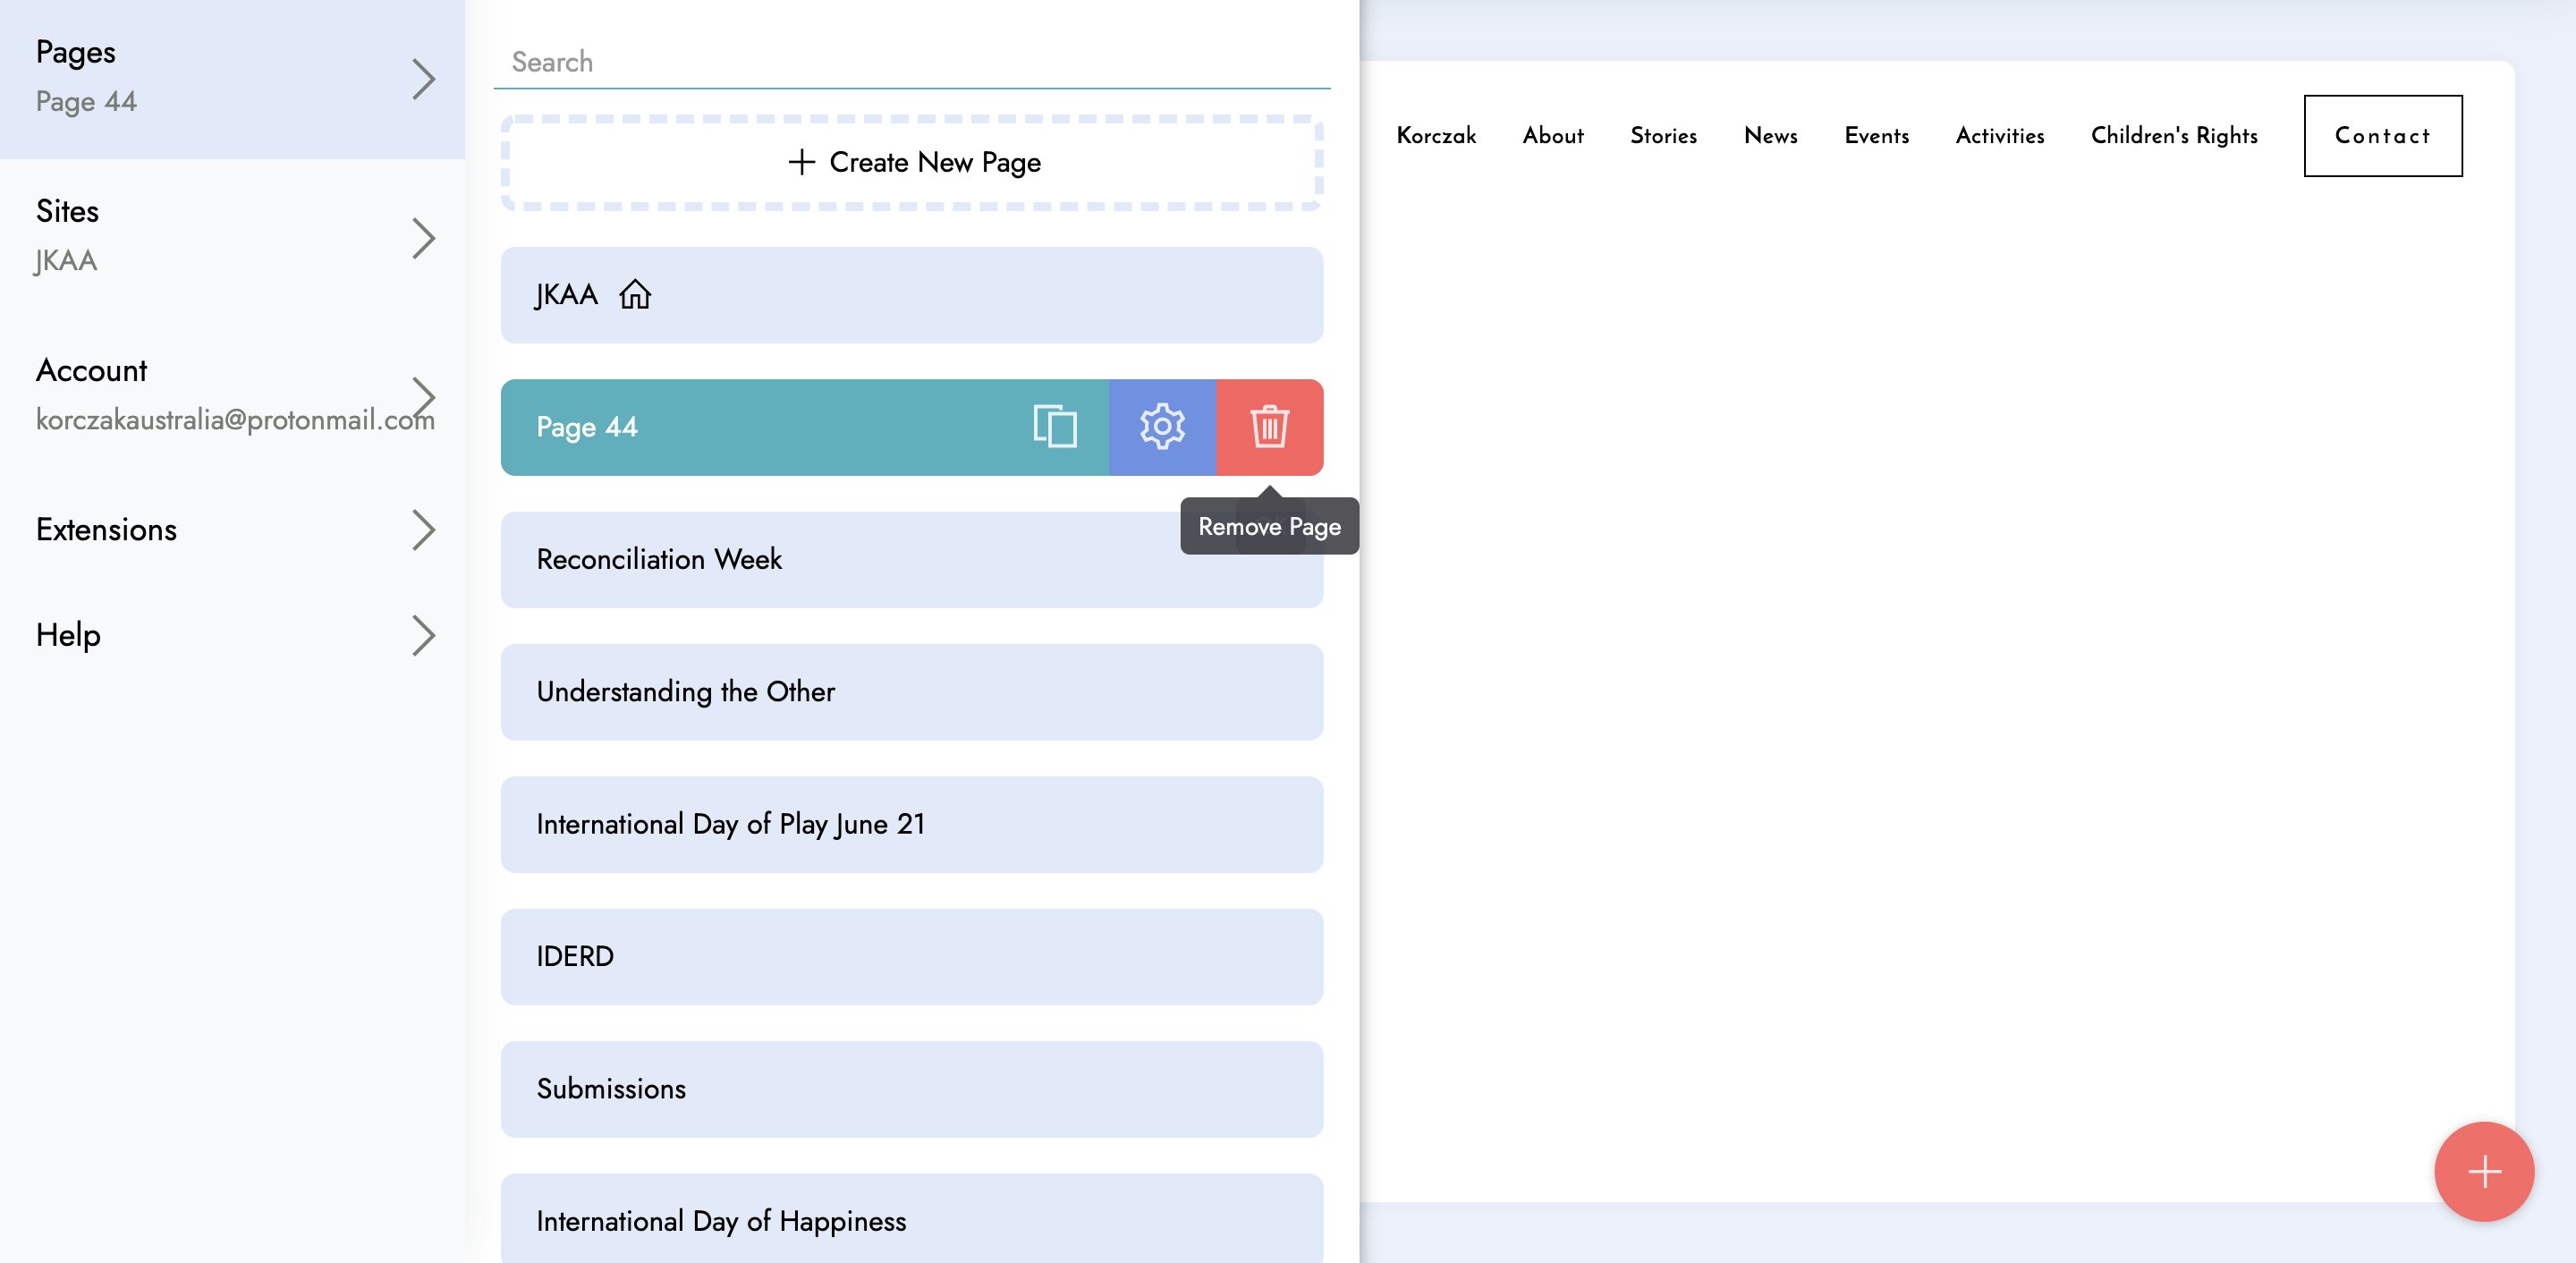 Pages
Page 44
Sites
JKAA
Account
korczakaustralia@protonmail.com
Extensions
Help
Search
Create New Page
JKAA
Page 44
Remove Page
Reconciliation Week
Understanding the Other
International Day of Play June 21
IDERD
Submissions
International Day of Happiness
Korczak About Stories News Events Activities Children's Rights Contact